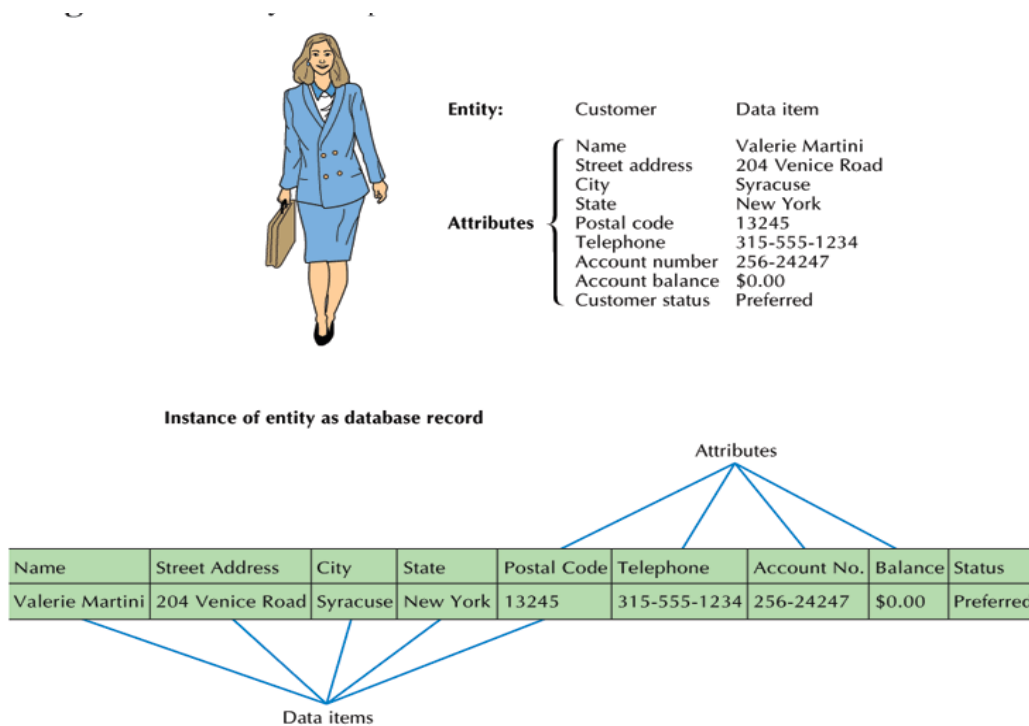 Entity: Customer Data item
Name Valerie Martini
Street address 204 Venice Road
City Syracuse
State New York
Attributes Postal code 13245
Telephone 315-555-1234
Account number 256-24247
Account balance $0.00
Customer status Preferred
Instance of entity as database record
Attributes
Name Street Address City State Postal Code Telephone Account No. Balance Status
Valerie Martini 204 Venice Road Syracuse New York 13245 315-555-1234 256-24247 $0.00 Preferred
Data items